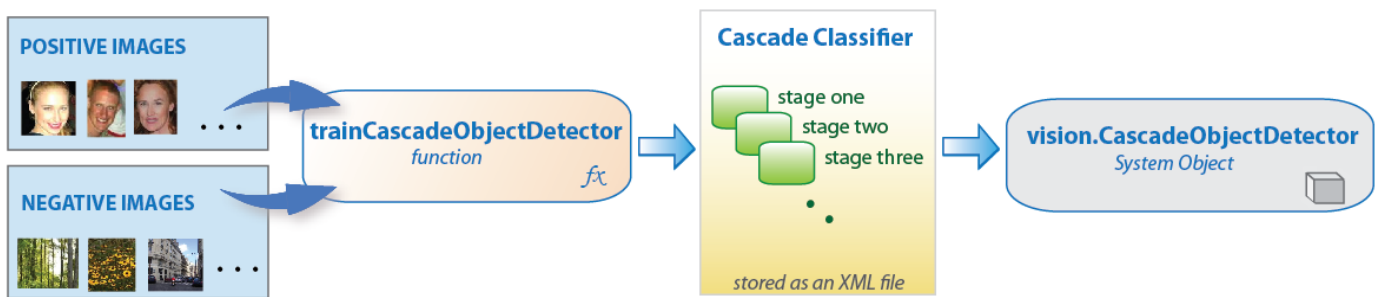 POSITIVE IMAGES
. . .
NEGATIVE IMAGES
. . .
trainCascadeObjectDetector
function
fx
Cascade Classifier
stage one
stage two
stage three
stored as an XML file
vision.CascadeObjectDetector
System Object